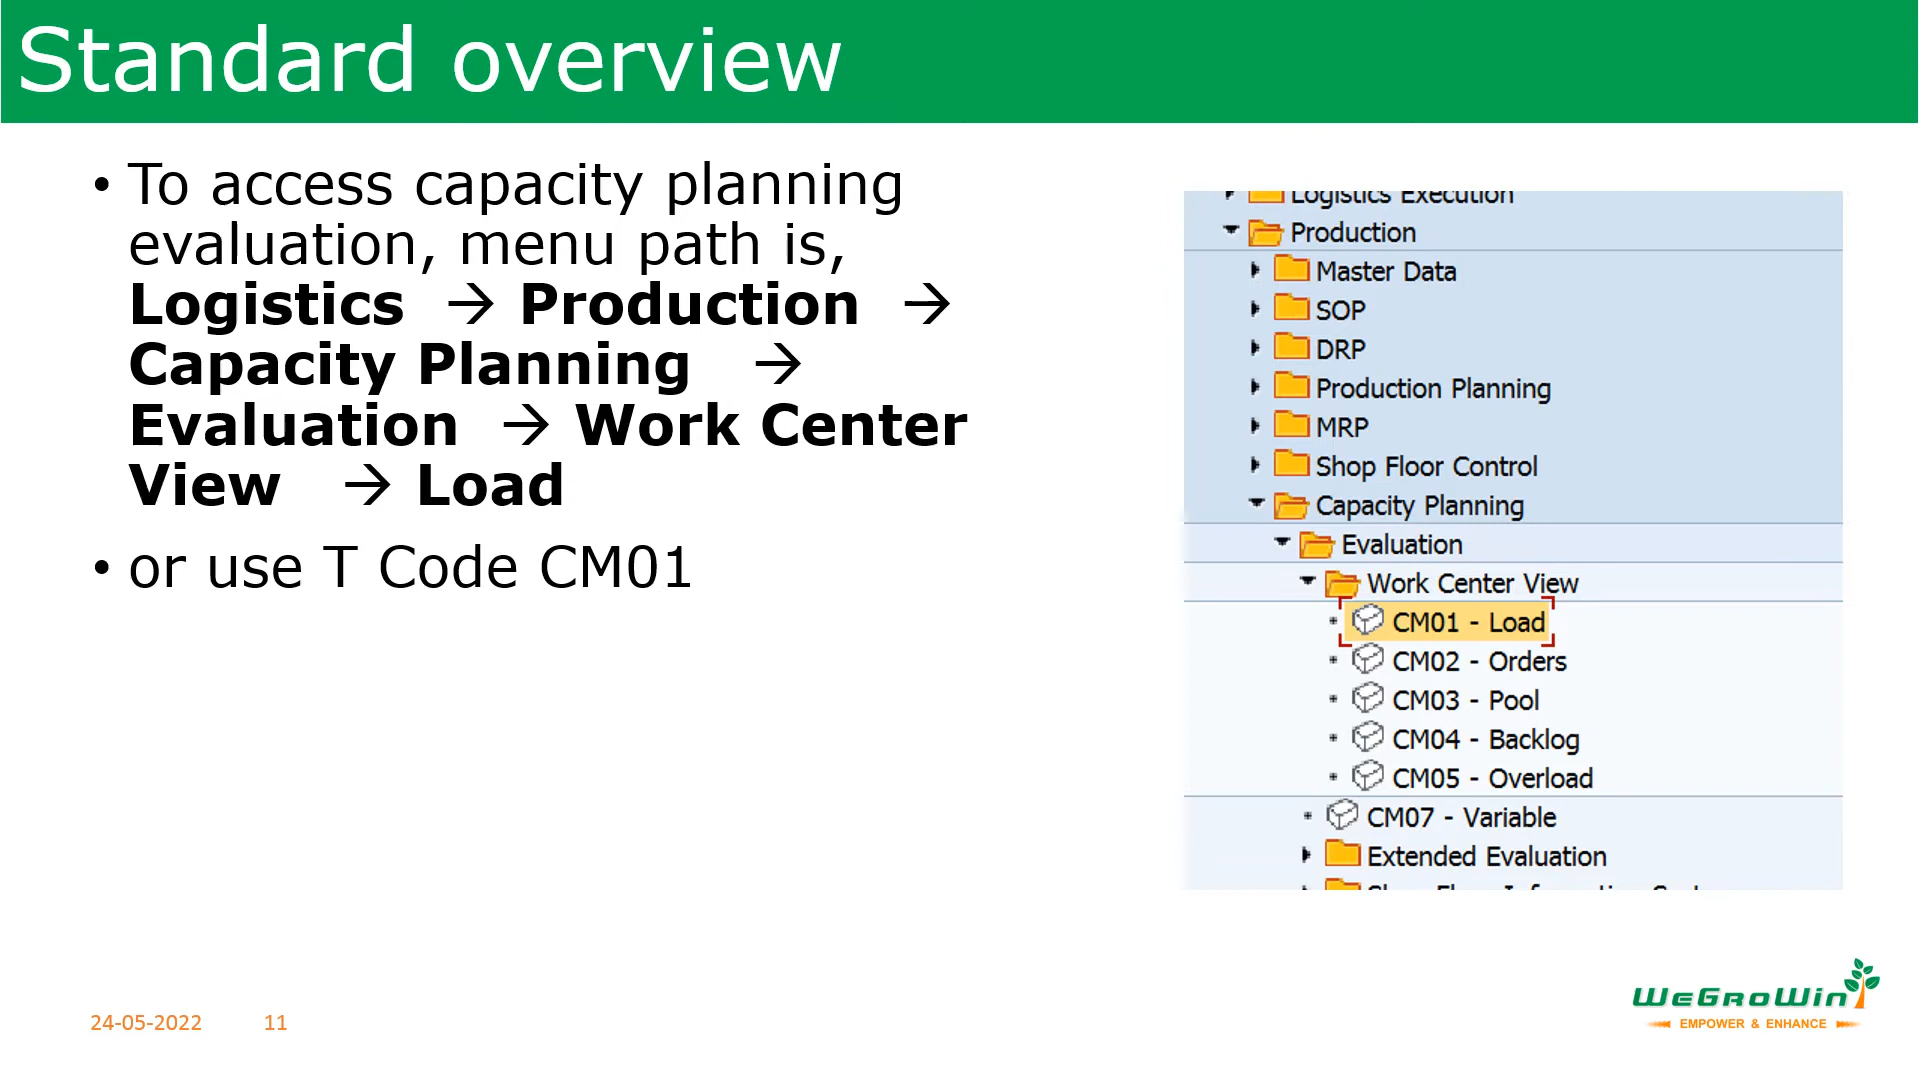 Standard overview
• To access capacity planning
evaluation, menu path is,
Logistics → Production →
Capacity Planning →
Evaluation → Work Center
View → Load
• or use T Code CM01
Logistics Execution
Production
Master Data
SOP
DRP
Production Planning
MRP
Shop Floor Control
Capacity Planning
Evaluation
Work Center View
CM01 - Load
CM02 - Orders
CM03 - Pool
CM04 - Backlog
CM05 - Overload
CM07 - Variable
Extended Evaluation
WeGroWin
EMPOWER & ENHANCE
24-05-2022 11